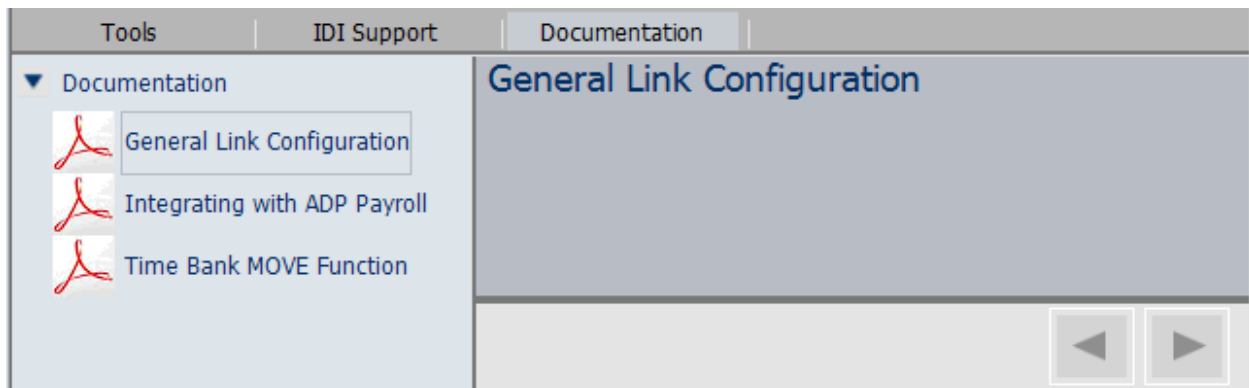 Tools
IDI Support
Documentation
Documentation
General Link Configuration
Integrating with ADP Payroll
Time Bank MOVE Function
General Link Configuration